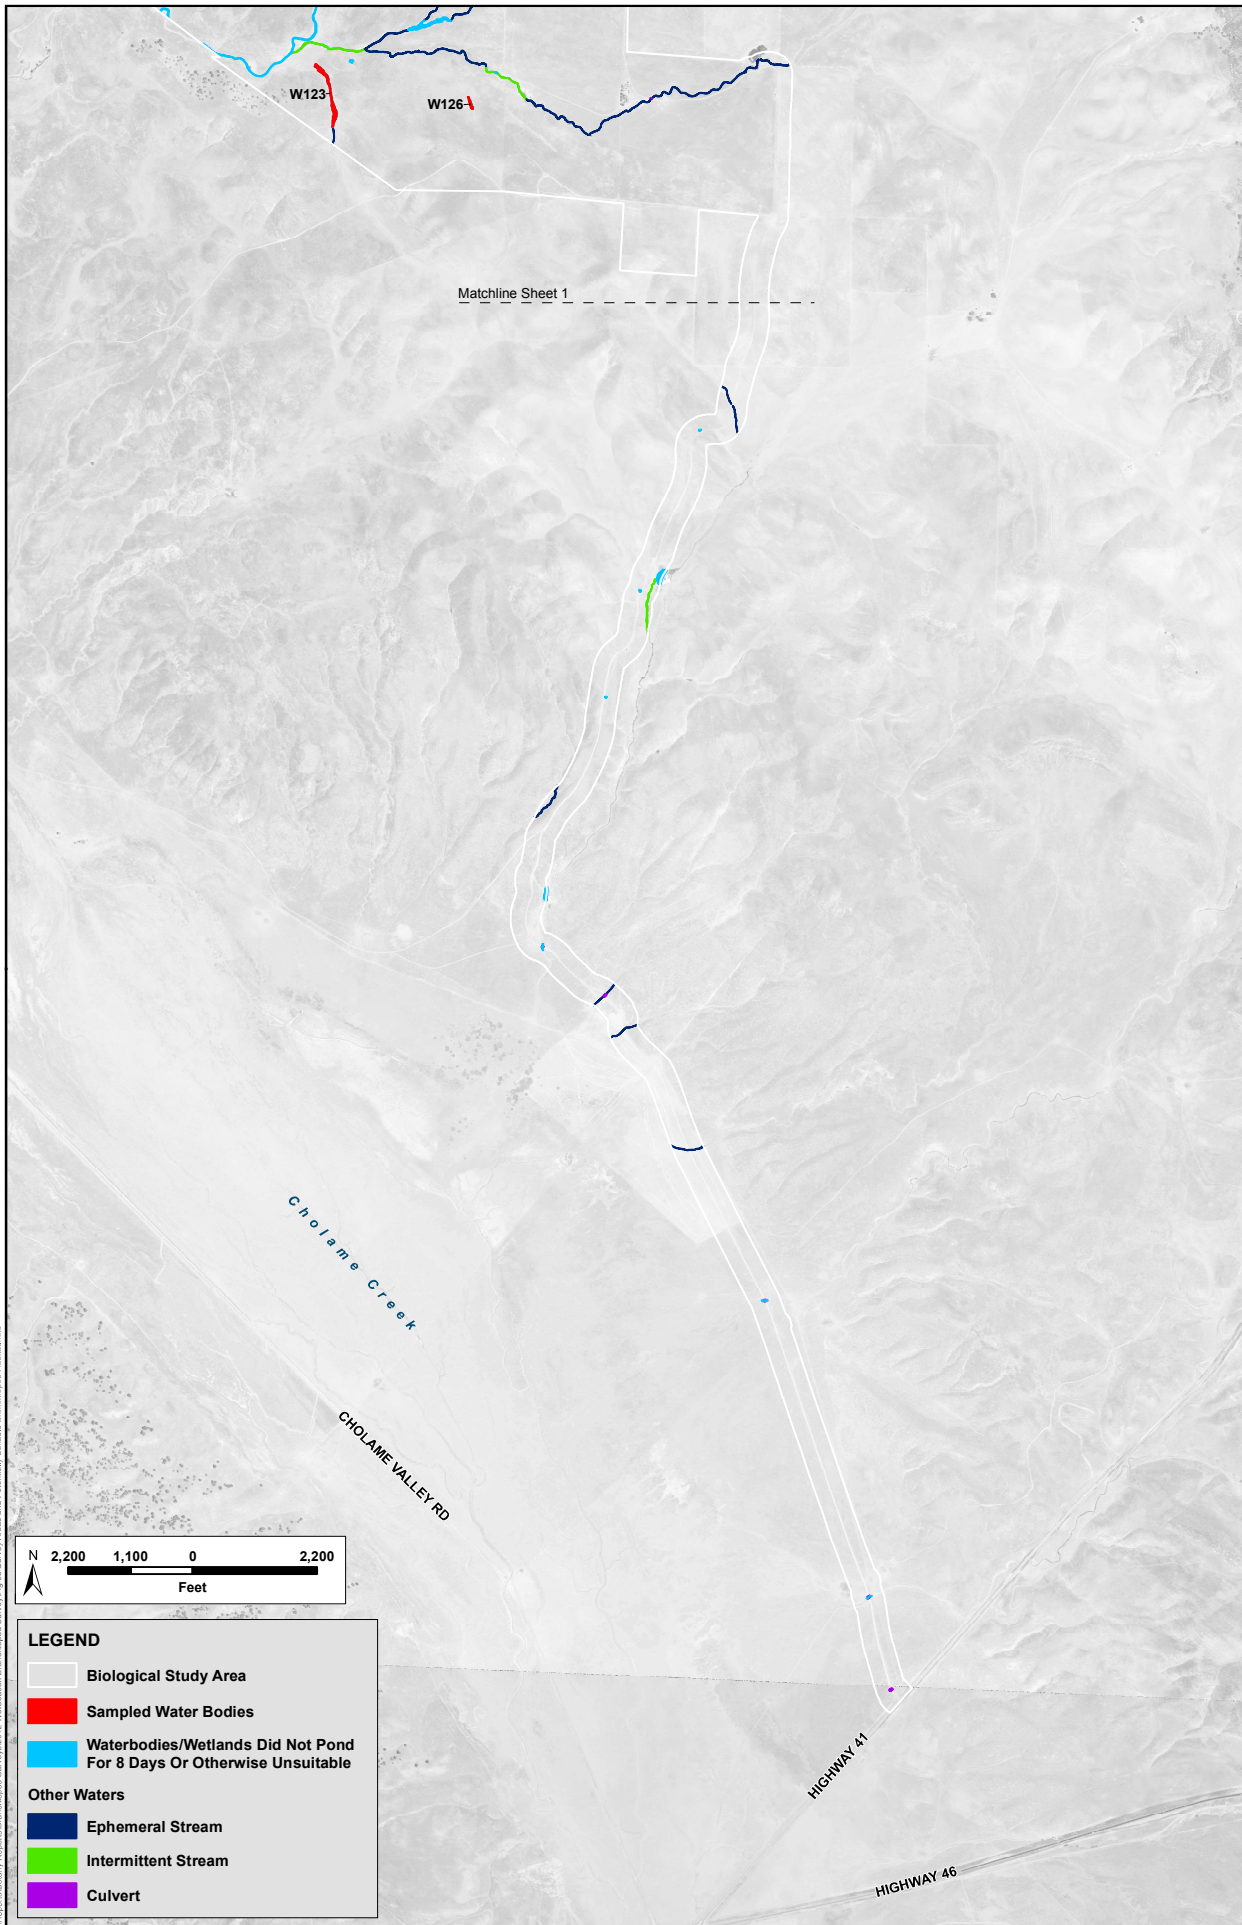 W123
W126
Matchline Sheet 1
Cholame Creek
CHOLAME VALLEY RD
N 2,200 1,100 0 2,200
Feet
LEGEND
Biological Study Area
Sampled Water Bodies
Waterbodies/Wetlands Did Not Pond
For 8 Days Or Otherwise Unsuitable
Other Waters
Ephemeral Stream
Intermittent Stream
Culvert
HIGHWAY 41
HIGHWAY 46